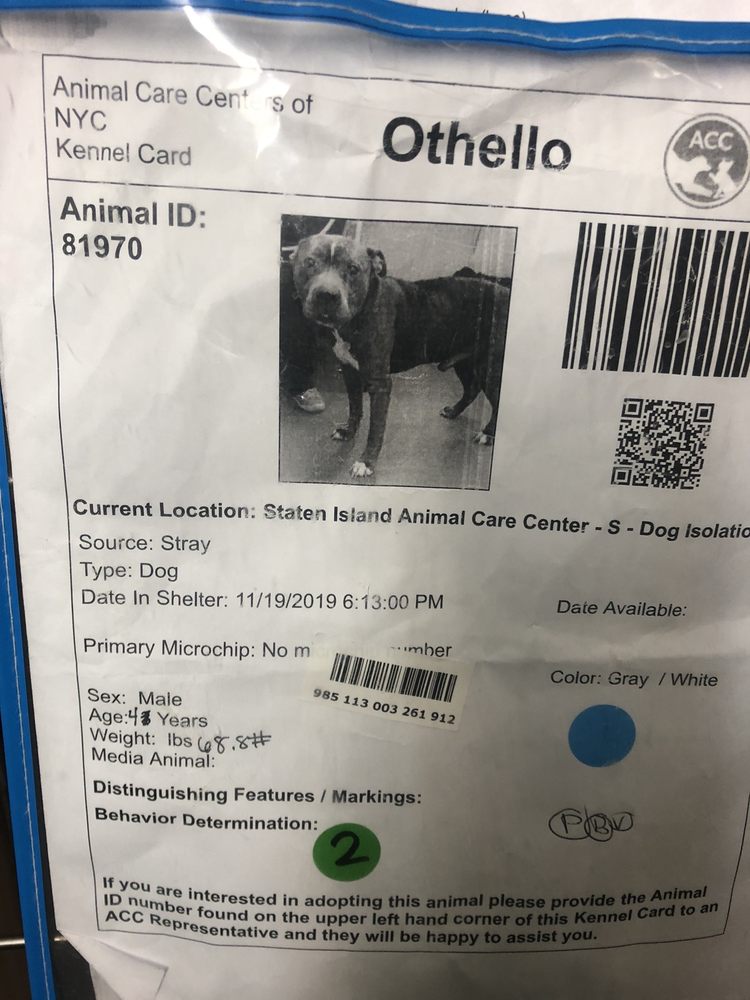 Animal Care Centers of
NYC
Kennel Card
Othello
ACC
Animal ID:
81970
Current Location: Staten Island Animal Care Center - S - Dog Isolatio
Source: Stray
Type: Dog
Date In Shelter: 11/19/2019 6:13:00 PM
Date Available:
Primary Microchip: No
985 113 003 261 912
Color: Gray / White
Sex: Male
Age: 4 Years
Weight: lbs 68.8#
Media Animal:
Distinguishing Features / Markings:
Behavior Determination:
2
If you are interested in adopting this animal please provide the Animal
ID number found on the upper left hand corner of this Kennel Card to an
ACC Representative and they will be happy to assist you.